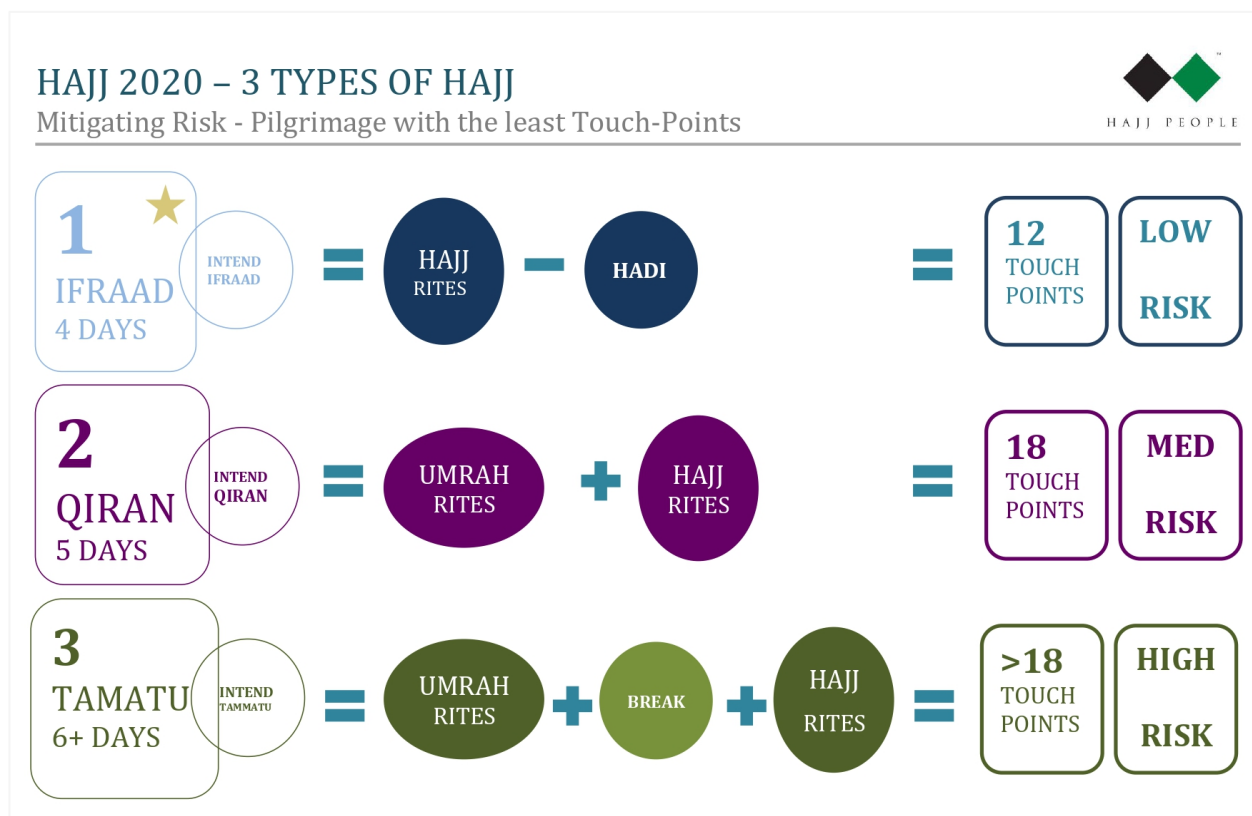 HAJJ 2020 – 3 TYPES OF HAJJ
Mitigating Risk - Pilgrimage with the least Touch-Points
™
HAJJ PEOPLE
1
IFRAAD
4 DAYS
INTEND
IFRAAD
=
HAJJ
RITES
-
HADI
=
12
TOUCH
POINTS
LOW
RISK
2
QIRAN
5 DAYS
INTEND
QIRAN
=
UMRAH
RITES
+
HAJJ
RITES
=
18
TOUCH
POINTS
MED
RISK
3
TAMATU
6+ DAYS
INTEND
TAMMATU
=
UMRAH
RITES
+
BREAK
+
HAJJ
RITES
=
>18
TOUCH
POINTS
HIGH
RISK